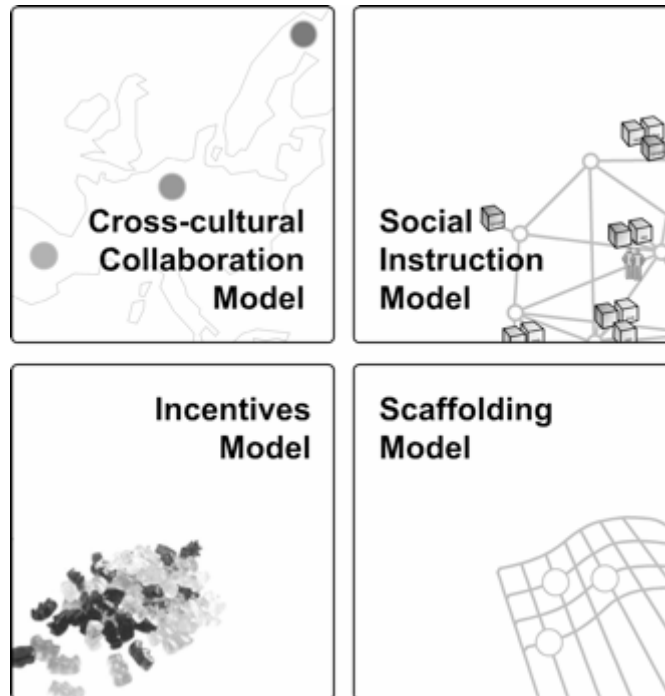 Cross-cultural
Collaboration
Model
Social
Instruction
Model
Incentives
Model
Scaffolding
Model